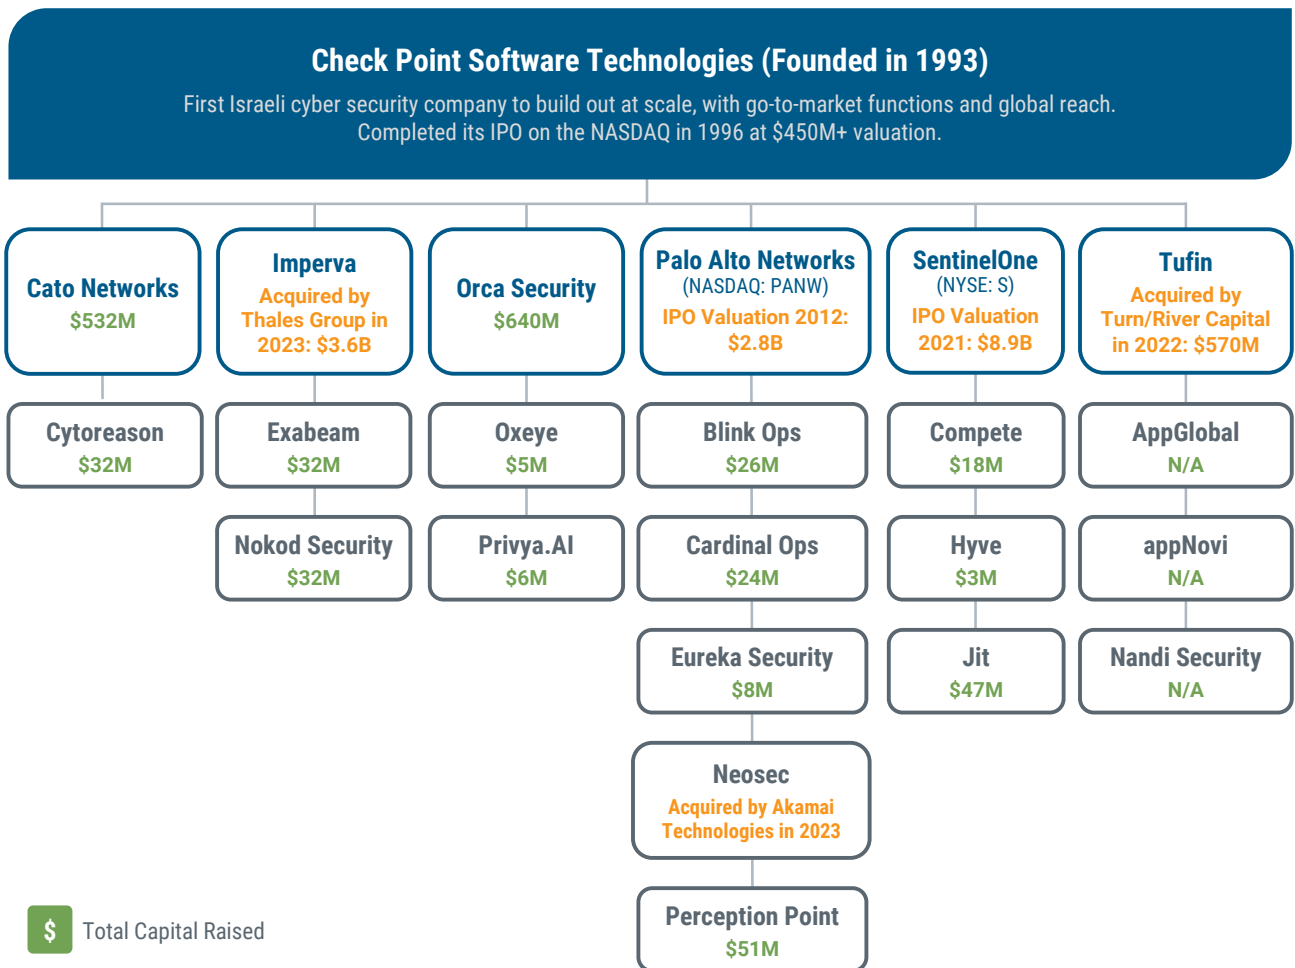 Check Point Software Technologies (Founded in 1993)
First Israeli cyber security company to build out at scale, with go-to-market functions and global reach.
Completed its IPO on the NASDAQ in 1996 at $450M+ valuation.
Cato Networks
$532M
Imperva
Acquired by
Thales Group in
2023: $3.6B
Orca Security
$640M
Palo Alto Networks
(NASDAQ: PANW)
IPO Valuation 2012:
$2.8B
SentinelOne
(NYSE: S)
IPO Valuation
2021: $8.9B
Tufin
Acquired by
Turn/River Capital
in 2022: $570M
Cytoreason
$32M
Exabeam
$32M
Oxeye
$5M
Blink Ops
$26M
Compete
$18M
AppGlobal
N/A
Nokod Security
$32M
Privya.AI
$6M
Cardinal Ops
$24M
Hyve
$3M
appNovi
N/A
Eureka Security
$8M
Jit
$47M
Nandi Security
N/A
Neosec
Acquired by Akamai
Technologies in 2023
Perception Point
$51M
$ Total Capital Raised